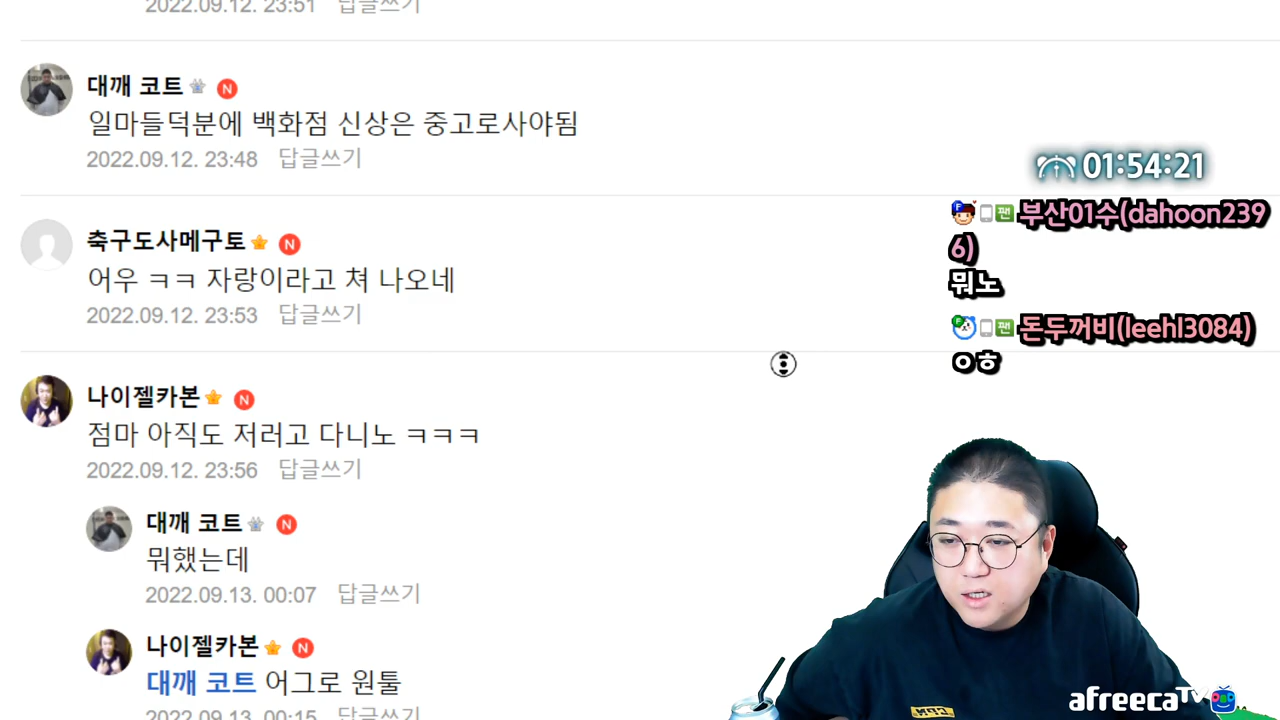 2022.09.12. 23:51 답글쓰기
대깨 코트 N
일마들덕분에 백화점 신상은 중고로사야됨
2022.09.12. 23:48 답글쓰기
축구도사메구토 N
어우 ㅋㅋ 자랑이라고 쳐 나오네
2022.09.12. 23:53 답글쓰기
나이젤카본 N
점마 아직도 저러고 다니노 ㅋㅋㅋ
2022.09.12. 23:56 답글쓰기
대깨 코트 N
뭐했는데
2022.09.13. 00:07 답글쓰기
나이젤카본 N
대깨 코트 어그로 원툴
2022.09.13. 00:15 답글쓰기
01:54:21
F 팬 부산01수(dahoon239
6)
뭐노
F 팬 돈두꺼비(leehl3084)
ㅇㅎ
afreecaTV